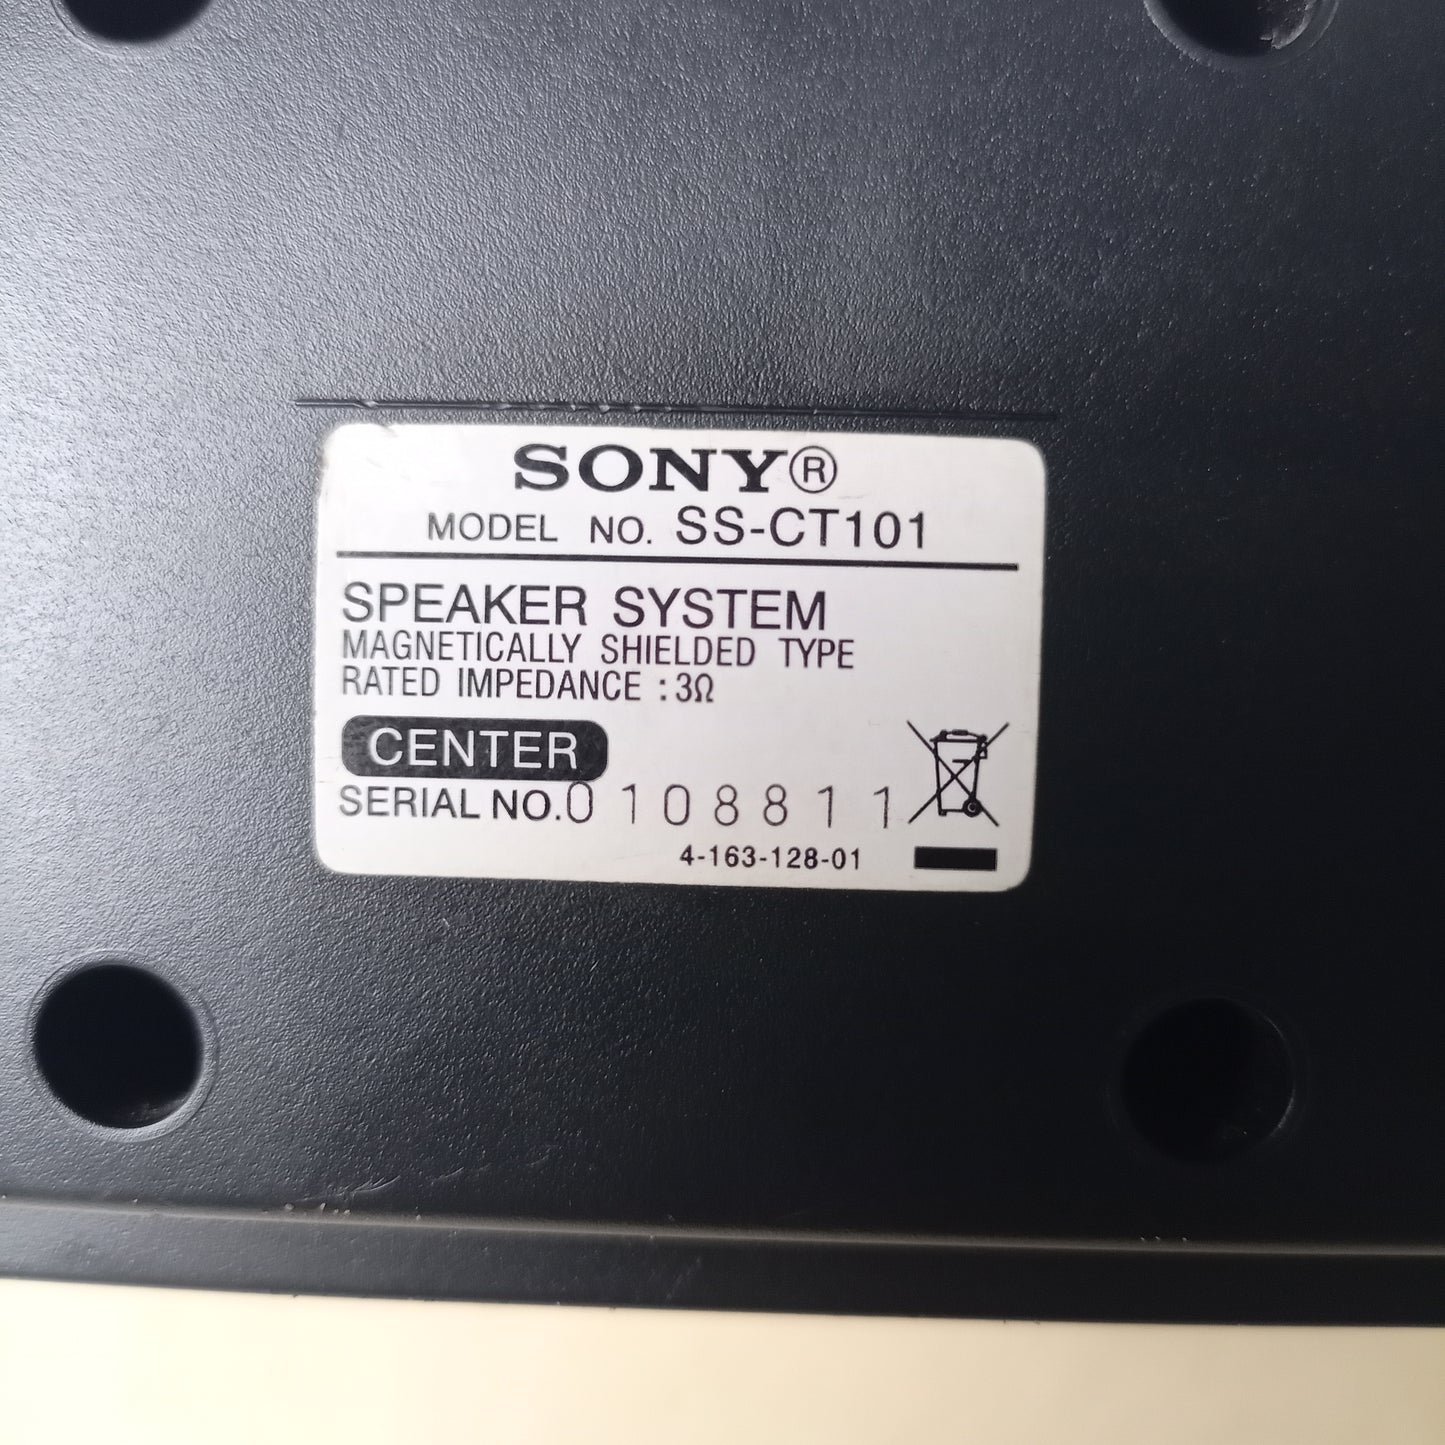 SONY®
MODEL NO. SS-CT101
SPEAKER SYSTEM
MAGNETICALLY SHIELDED TYPE
RATED IMPEDANCE : 3Ω
CENTER
SERIAL NO. 0108811
4-163-128-01